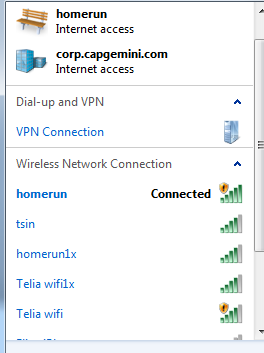 homerun
Internet access
corp.capgemini.com
Internet access
Dial-up and VPN
VPN Connection
Wireless Network Connection
homerun Connected
tsin
homerun1x
Telia wifi1x
Telia wifi